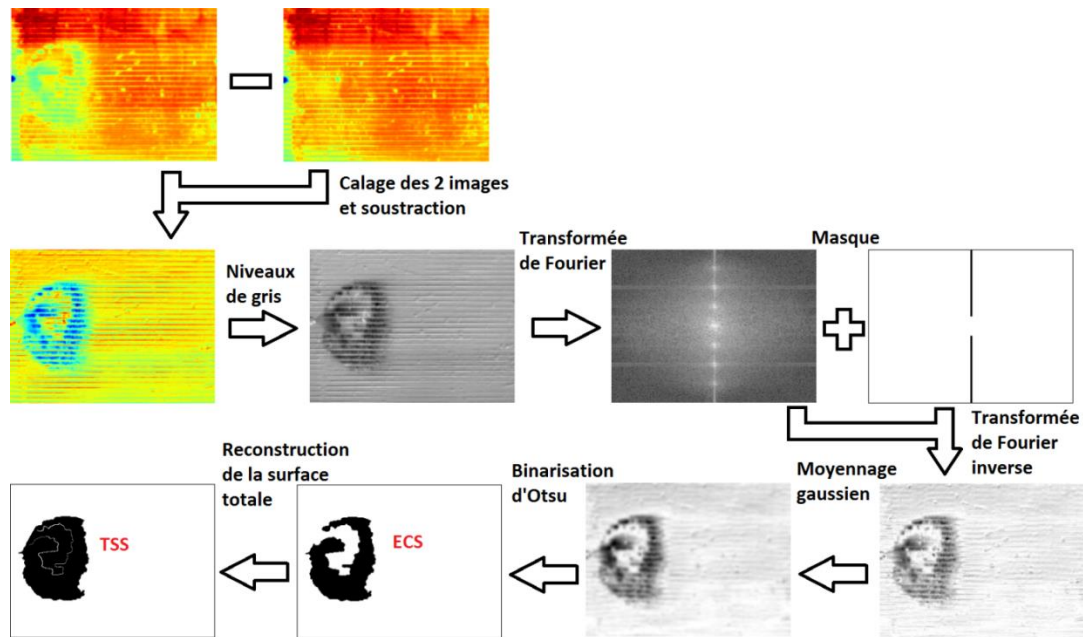 Calage des 2 images
et soustraction
Niveaux
de gris
Transformée
de Fourier
Masque
Transformée
de Fourier
inverse
Moyennage
gaussien
Binarisation
d'Otsu
Reconstruction
de la surface
totale
ECS
TSS